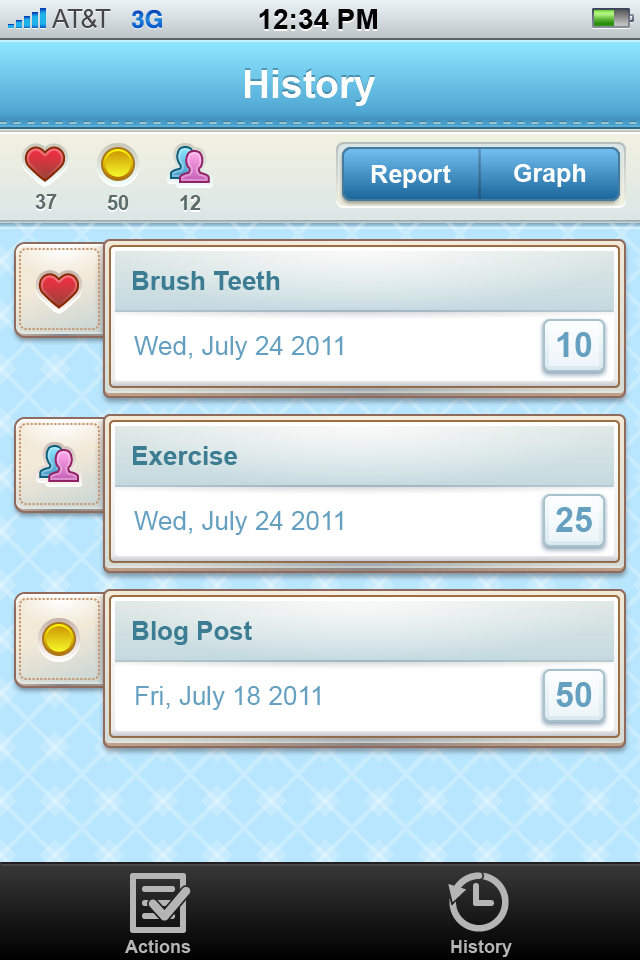 AT&T 3G 12:34 PM
History
37 50 12
Report Graph
Brush Teeth
Wed, July 24 2011
10
Exercise
Wed, July 24 2011
25
Blog Post
Fri, July 18 2011
50
Actions History